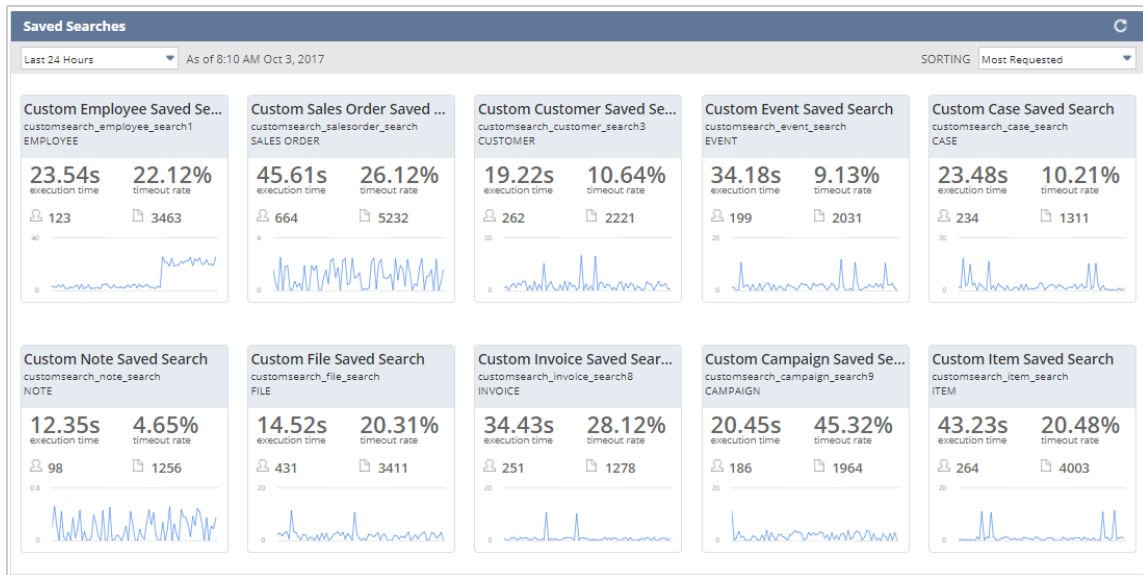 Saved Searches
Last 24 Hours As of 8:10 AM Oct 3, 2017 SORTING Most Requested
Custom Employee Saved Se...
customsearch_employee_search1
EMPLOYEE
23.54s 22.12%
execution time timeout rate
123 3463
40
0
Custom Sales Order Saved ...
customsearch_salesorder_search
SALES ORDER
45.61s 26.12%
execution time timeout rate
664 5232
4
0
Custom Customer Saved Se...
customsearch_customer_search3
CUSTOMER
19.22s 10.64%
execution time timeout rate
262 2221
20
0
Custom Event Saved Search
customsearch_event_search
EVENT
34.18s 9.13%
execution time timeout rate
199 2031
20
0
Custom Case Saved Search
customsearch_case_search
CASE
23.48s 10.21%
execution time timeout rate
234 1311
20
0
Custom Note Saved Search
customsearch_note_search
NOTE
12.35s 4.65%
execution time timeout rate
98 1256
0.8
0
Custom File Saved Search
customsearch_file_search
FILE
14.52s 20.31%
execution time timeout rate
431 3411
20
0
Custom Invoice Saved Sear...
customsearch_invoice_search8
INVOICE
34.43s 28.12%
execution time timeout rate
251 1278
20
0
Custom Campaign Saved Se...
customsearch_campaign_search9
CAMPAIGN
20.45s 45.32%
execution time timeout rate
186 1964
20
0
Custom Item Saved Search
customsearch_item_search
ITEM
43.23s 20.48%
execution time timeout rate
264 4003
20
0